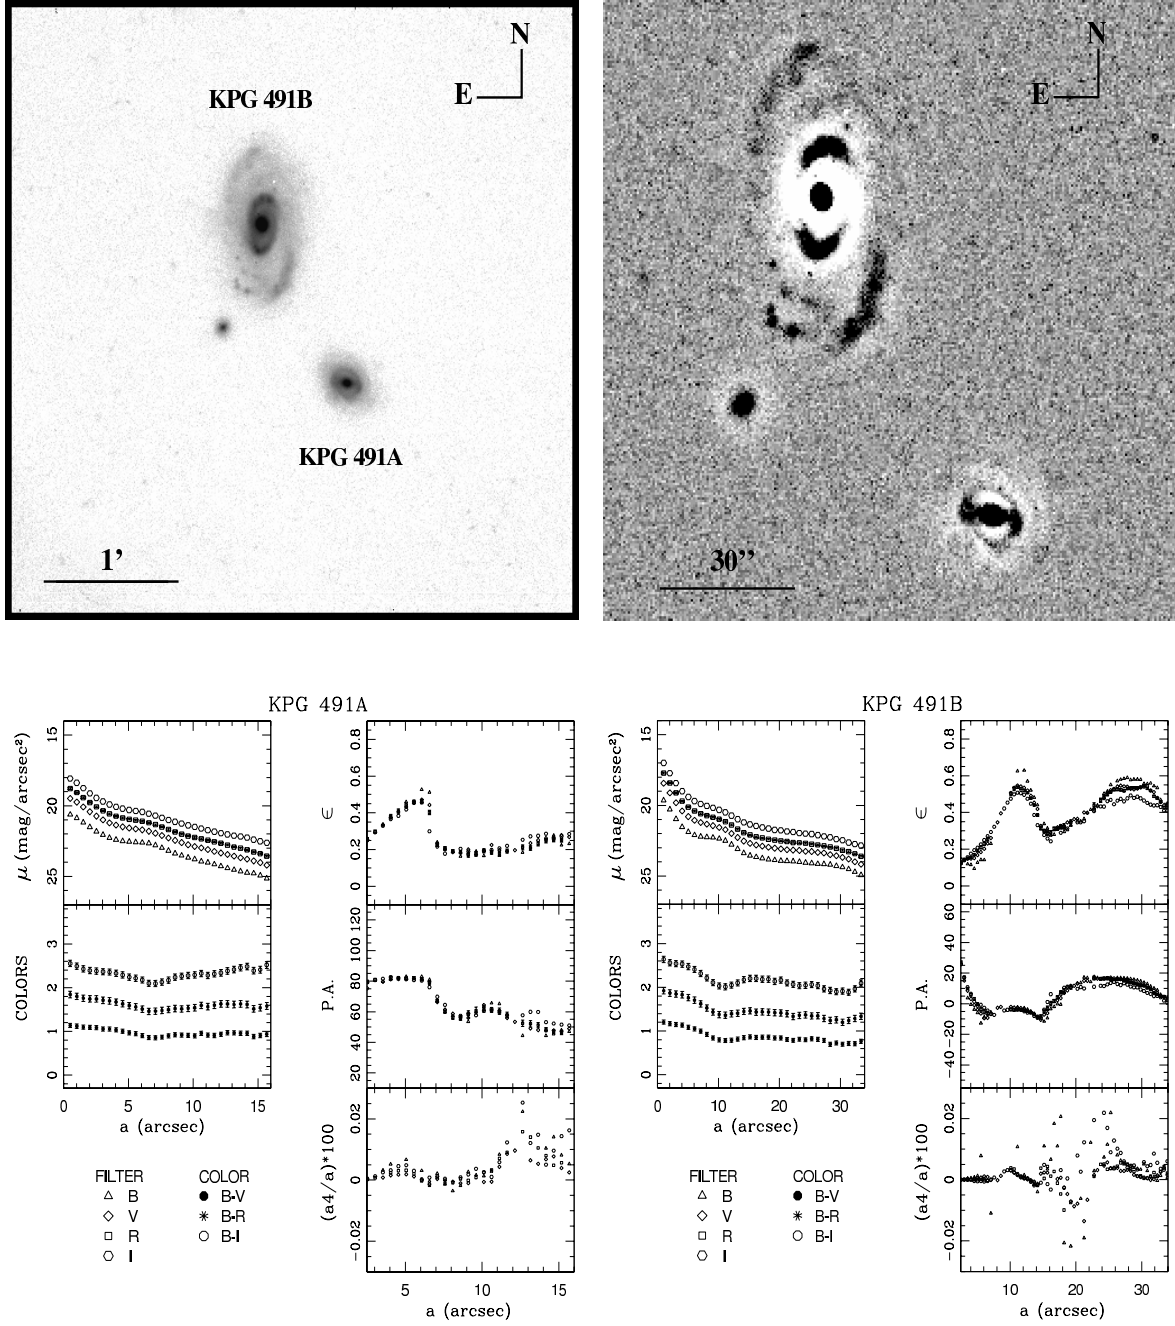 N
E
KPG 491B
KPG 491A
1’
N
E
30’’
KPG 491A
μ (mag/arcsec²)
15
20
25
COLORS
3
2
1
0
0 5 10 15
a (arcsec)
FILTER COLOR
△ B ● B-V
◇ V ✳ B-R
□ R ○ B-I
○ I
ϵ
0.8
0.6
0.4
0.2
0
P.A.
120
100
80
60
40
20
(a4/a)*100
0.02
0
-0.02
5 10 15
a (arcsec)
KPG 491B
μ (mag/arcsec²)
15
20
25
COLORS
3
2
1
0
0 10 20 30
a (arcsec)
FILTER COLOR
△ B ● B-V
◇ V ✳ B-R
□ R ○ B-I
○ I
ϵ
0.8
0.6
0.4
0.2
0
P.A.
60
40
20
0
-20
-40
(a4/a)*100
0.02
0
-0.02
10 20 30
a (arcsec)